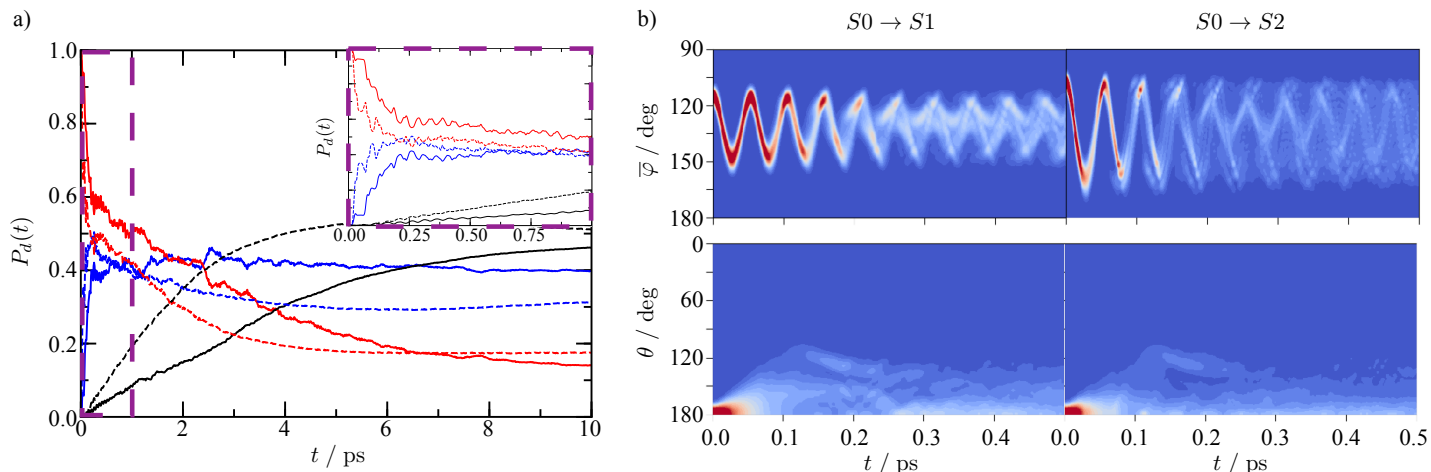 a)
1.0
0.8
0.6
0.4
0.2
0.0
P_d(t)
0 2 4 6 8 10
t / ps
P_d(t)
0.00 0.25 0.50 0.75
b)
S0 → S1
S0 → S2
90
120
150
180
φ̅ / deg
0
60
120
180
θ / deg
0.0 0.1 0.2 0.3 0.4 0.0 0.1 0.2 0.3 0.4 0.5
t / ps
t / ps